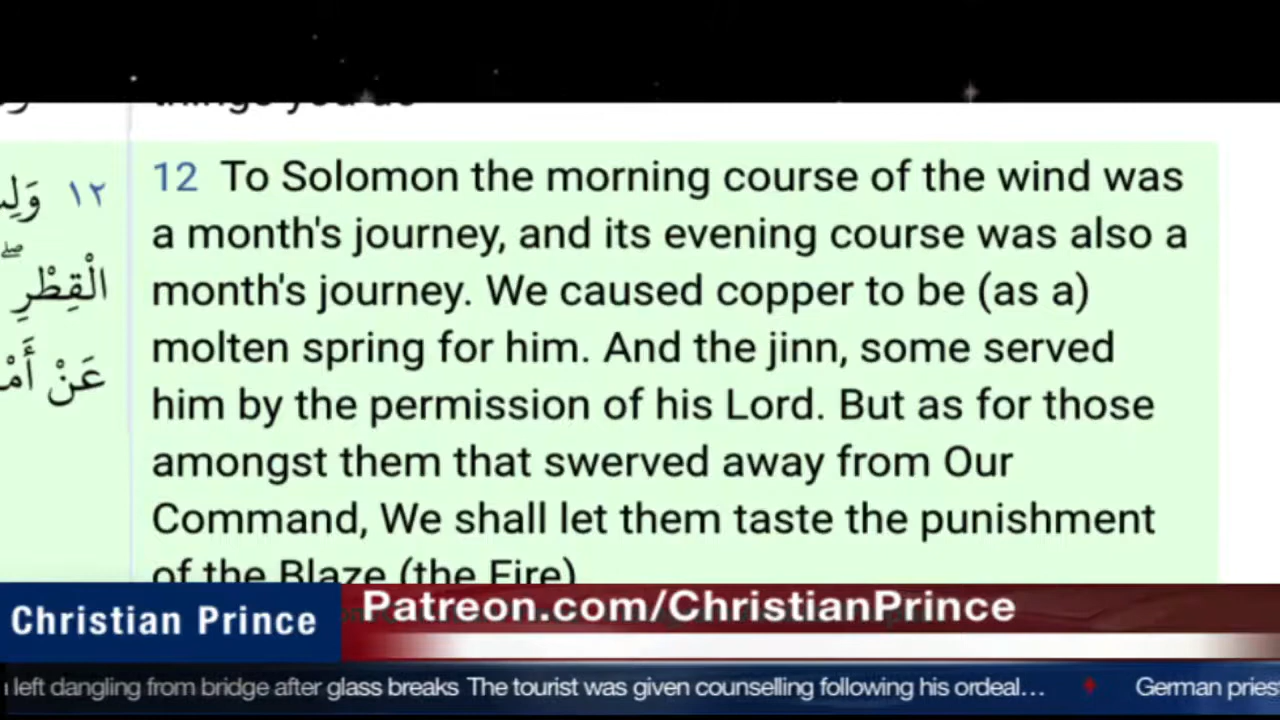 things you do
12 To Solomon the morning course of the wind was
a month's journey, and its evening course was also a
month's journey. We caused copper to be (as a)
molten spring for him. And the jinn, some served
him by the permission of his Lord. But as for those
amongst them that swerved away from Our
Command, We shall let them taste the punishment
of the Blaze (the Fire)
١٢
الْقِطْرِ ۖ
عَنْ
Christian Prince
Patreon.com/ChristianPrince
left dangling from bridge after glass breaks The tourist was given counselling following his ordeal... German